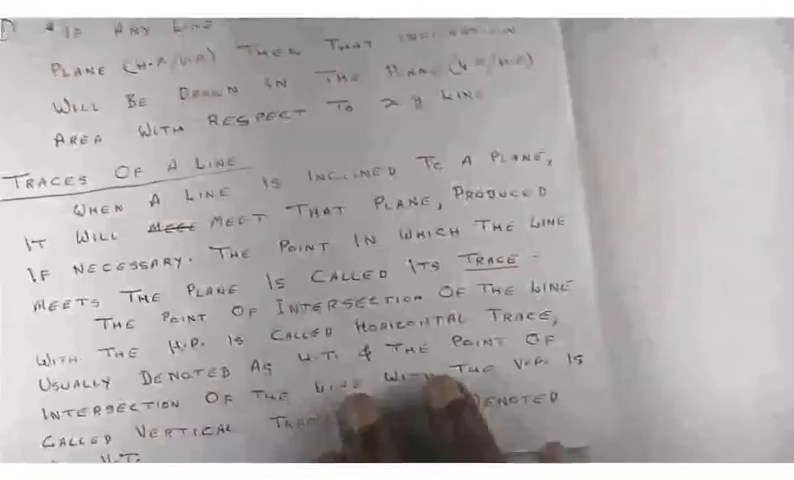 * IF ANY LINE
PLANE (H.P/V.P) THEN THAT INCLINATION
WILL BE DRAWN IN THE PLANE (V.P/H.P)
AREA WITH RESPECT TO x y LINE
TRACES OF A LINE
WHEN A LINE IS INCLINED TO A PLANE,
IT WILL MEET THAT PLANE, PRODUCED
IF NECESSARY. THE POINT IN WHICH THE LINE
MEETS THE PLANE IS CALLED ITS TRACE.
THE POINT OF INTERSECTION OF THE LINE
WITH THE H.P. IS CALLED HORIZONTAL TRACE,
USUALLY DENOTED AS H.T. & THE POINT OF
INTERSECTION OF THE LINE WITH THE V.P. IS
CALLED VERTICAL DENOTED
V.T.